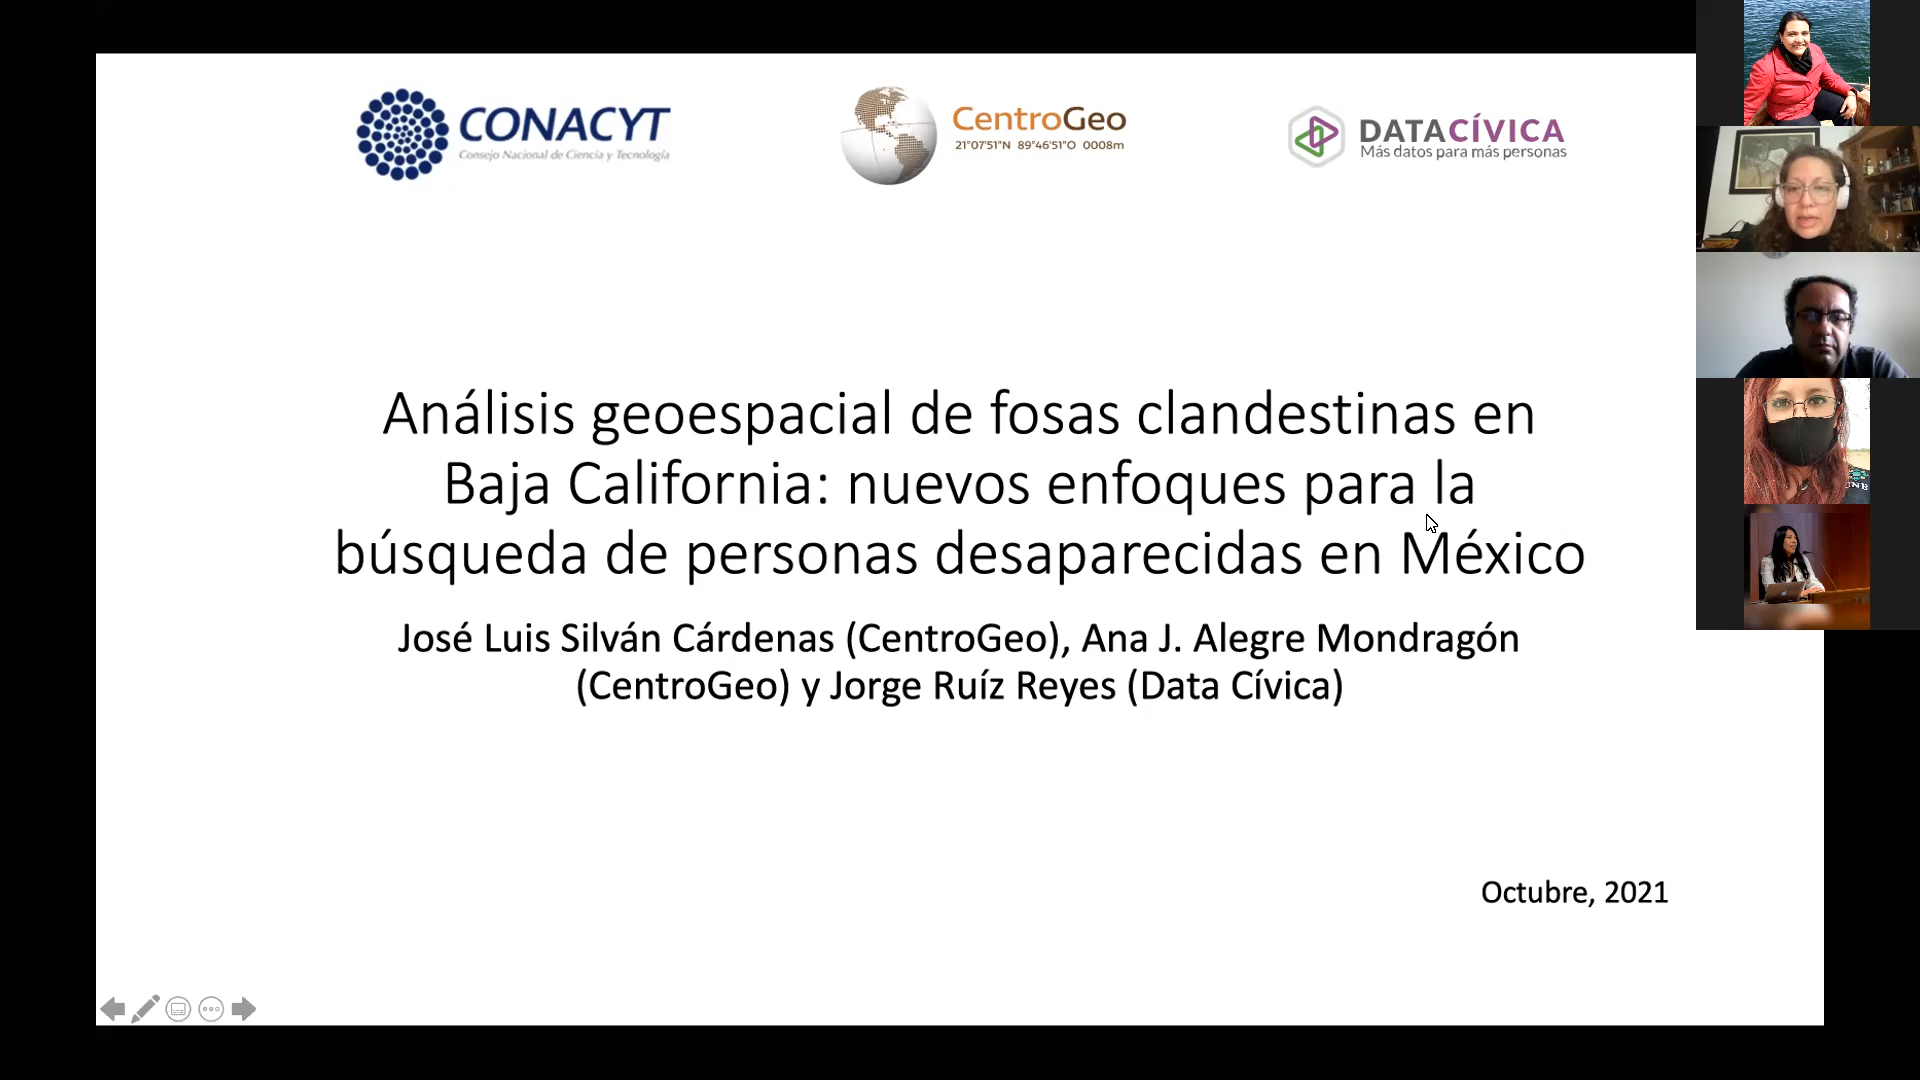 CONACYT
Consejo Nacional de Ciencia y Tecnología
CentroGeo
21°07'51"N 89°46'51"O 0008m
DATACÍVICA
Más datos para más personas
Análisis geoespacial de fosas clandestinas en
Baja California: nuevos enfoques para la
búsqueda de personas desaparecidas en México
José Luis Silván Cárdenas (CentroGeo), Ana J. Alegre Mondragón
(CentroGeo) y Jorge Ruíz Reyes (Data Cívica)
Octubre, 2021